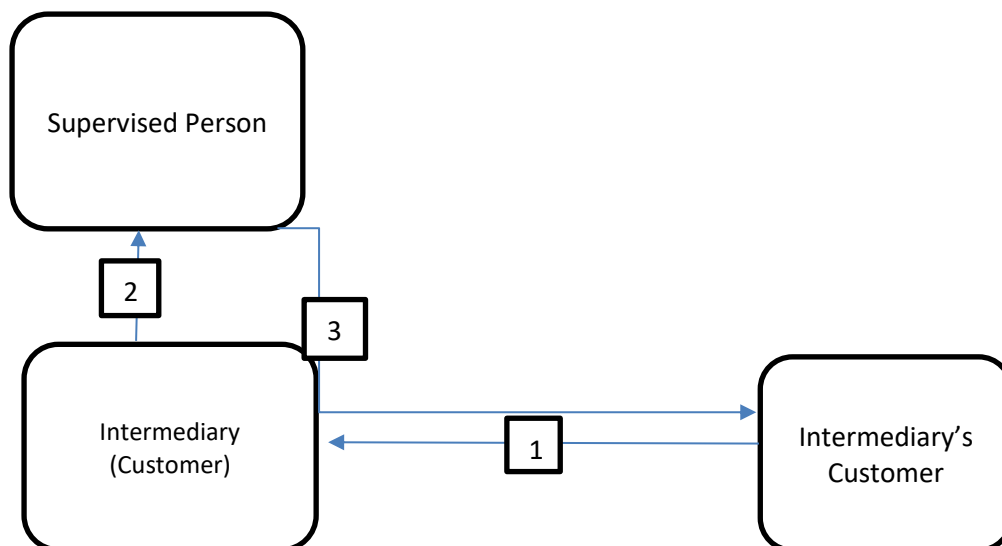 Supervised Person
2
3
Intermediary
(Customer)
1
Intermediary’s
Customer